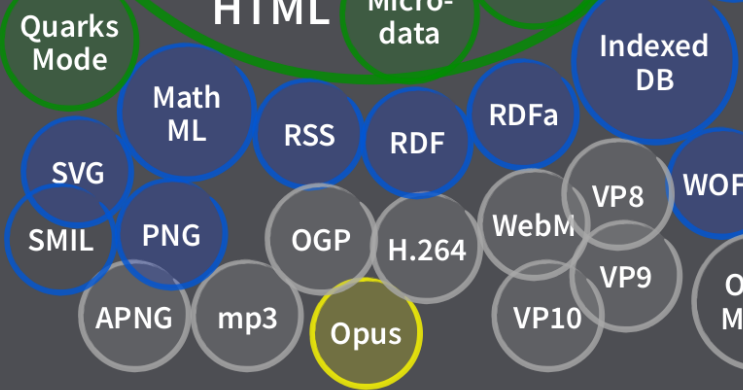 HTML
Micro-
data
Quarks
Mode
Indexed
DB
Math
ML
RSS
RDF
RDFa
SVG
VP8
WOF
SMIL
PNG
OGP
H.264
WebM
VP9
APNG
mp3
Opus
VP10
O
M